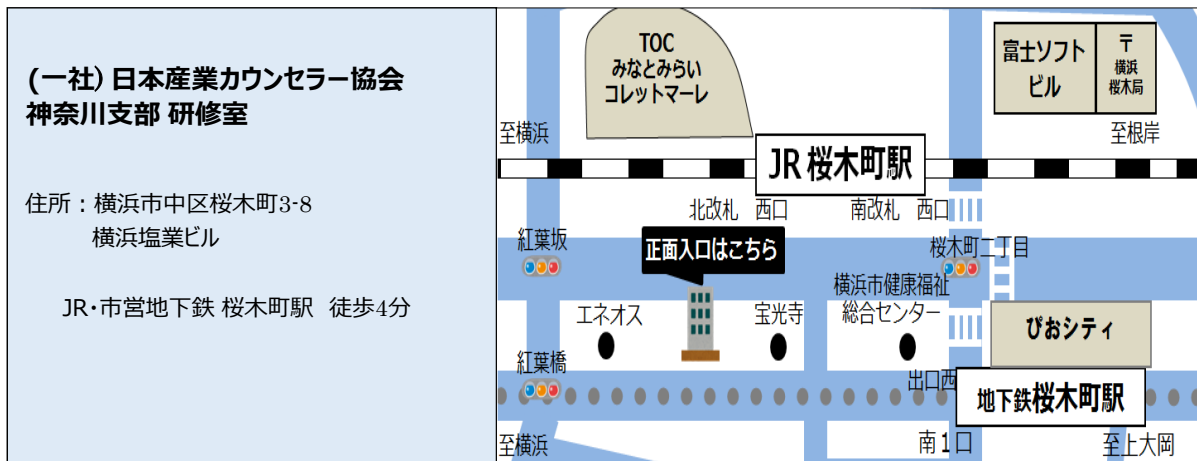 (一社)日本産業カウンセラー協会
神奈川支部 研修室
住所：横浜市中区桜木町3-8
横浜塩業ビル
JR・市営地下鉄 桜木町駅 徒歩4分
TOC
みなとみらい
コレットマーレ
富士ソフト
ビル
〒
横浜
桜木局
至横浜
至根岸
JR 桜木町駅
北改札 西口
南改札 西口
紅葉坂
正面入口はこちら
桜木町二丁目
横浜市健康福祉
総合センター
エネオス
宝光寺
ぴおシティ
紅葉橋
出口西
地下鉄桜木町駅
至横浜
南1口
至上大岡